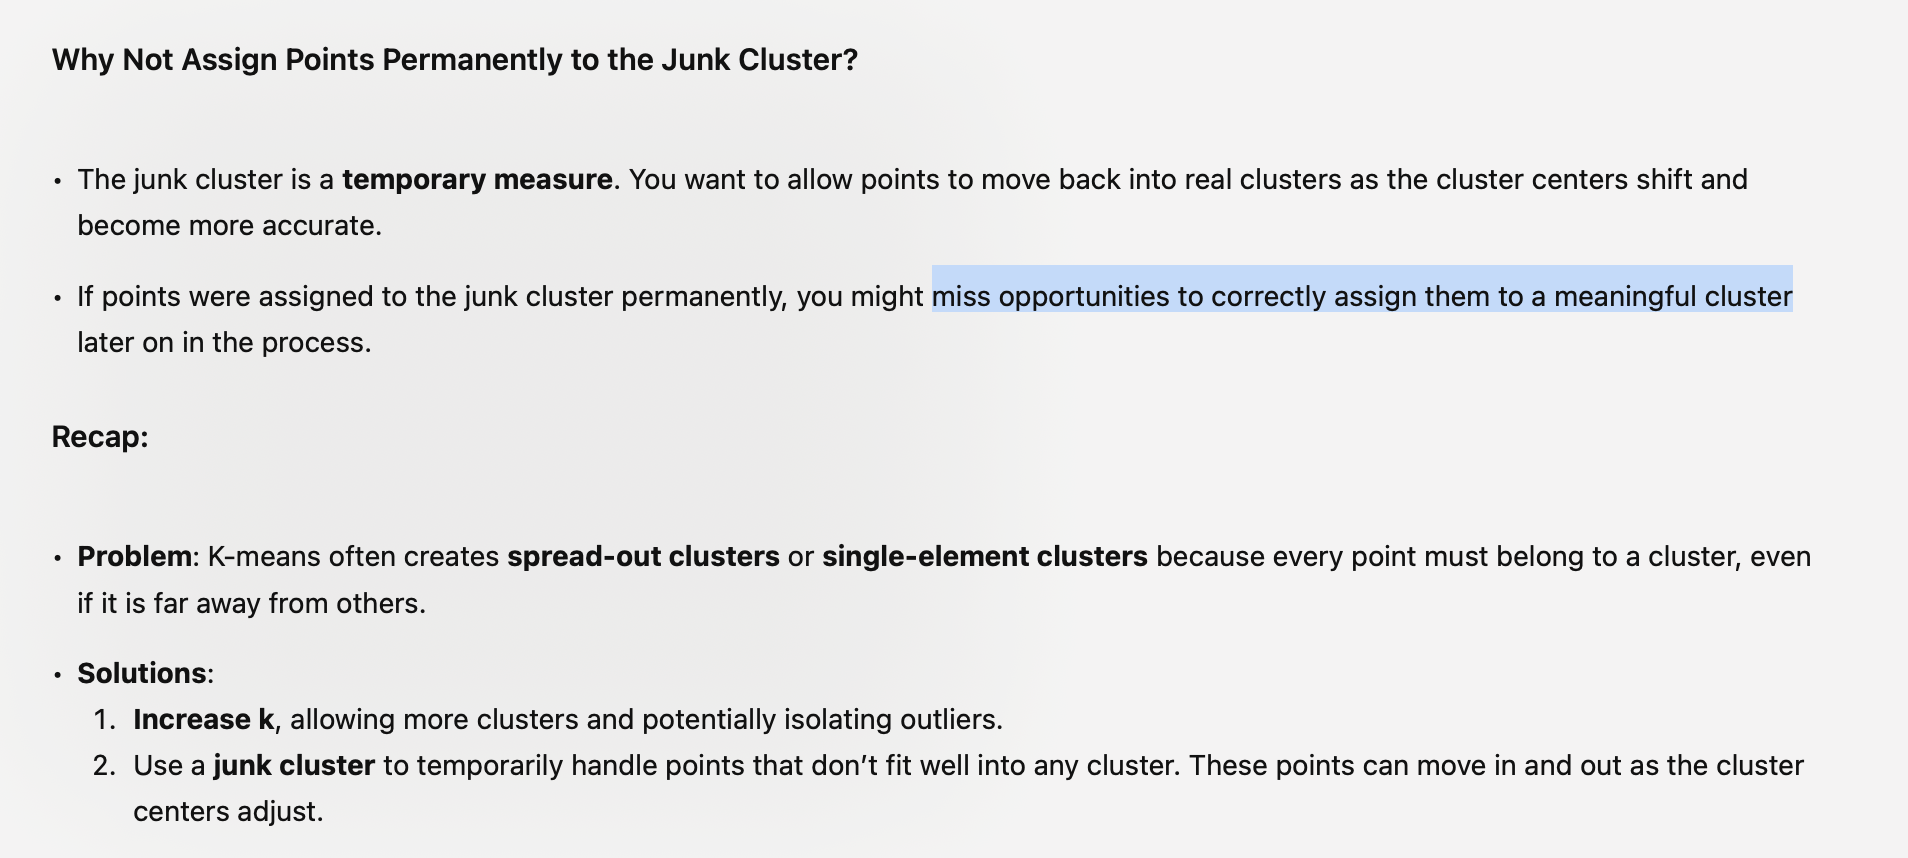 Why Not Assign Points Permanently to the Junk Cluster?
• The junk cluster is a temporary measure. You want to allow points to move back into real clusters as the cluster centers shift and
become more accurate.
• If points were assigned to the junk cluster permanently, you might miss opportunities to correctly assign them to a meaningful cluster
later on in the process.
Recap:
• Problem: K-means often creates spread-out clusters or single-element clusters because every point must belong to a cluster, even
if it is far away from others.
• Solutions:
1. Increase k, allowing more clusters and potentially isolating outliers.
2. Use a junk cluster to temporarily handle points that don’t fit well into any cluster. These points can move in and out as the cluster
centers adjust.